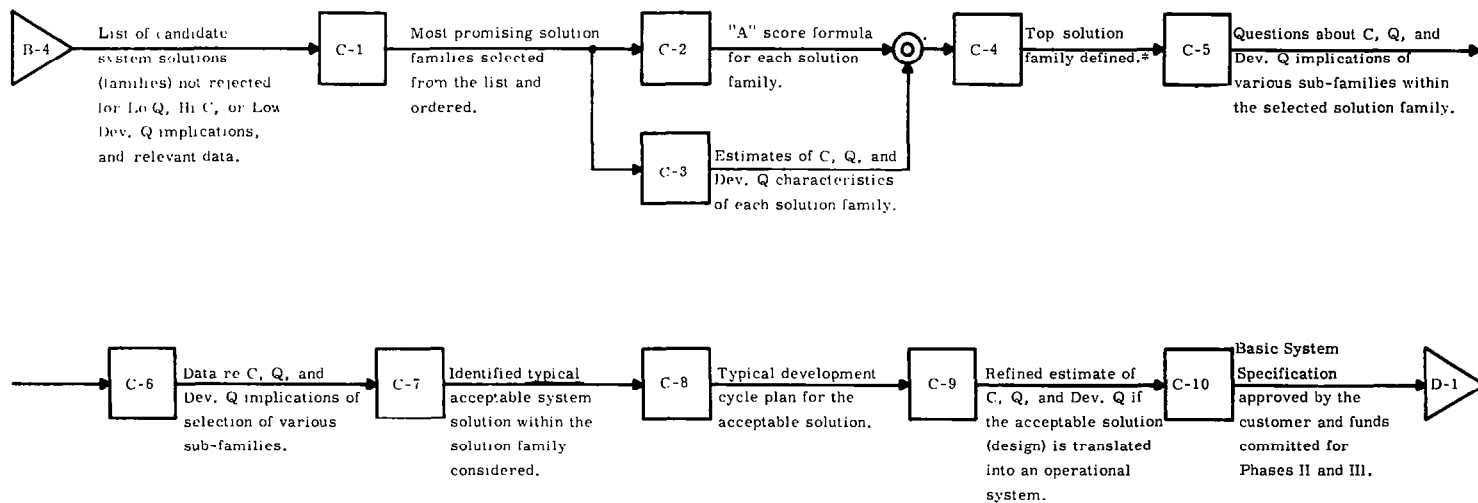 B-4
List of candidate
system solutions
(families) not rejected
for Lo Q, Hi C, or Low
Dev. Q implications,
and relevant data.
C-1
Most promising solution
families selected
from the list and
ordered.
C-2
"A" score formula
for each solution
family.
C-3
Estimates of C, Q, and
Dev. Q characteristics
of each solution family.
C-4
Top solution
family defined.*
C-5
Questions about C, Q, and
Dev. Q implications of
various sub-families within
the selected solution family.
C-6
Data re C, Q, and
Dev. Q implications of
selection of various
sub-families.
C-7
Identified typical
acceptable system
solution within the
solution family
considered.
C-8
Typical development
cycle plan for the
acceptable solution.
C-9
Refined estimate of
C, Q, and Dev. Q if
the acceptable solution
(design) is translated
into an operational
system.
C-10
Basic System
Specification
approved by the
customer and funds
committed for
Phases II and III.
D-1